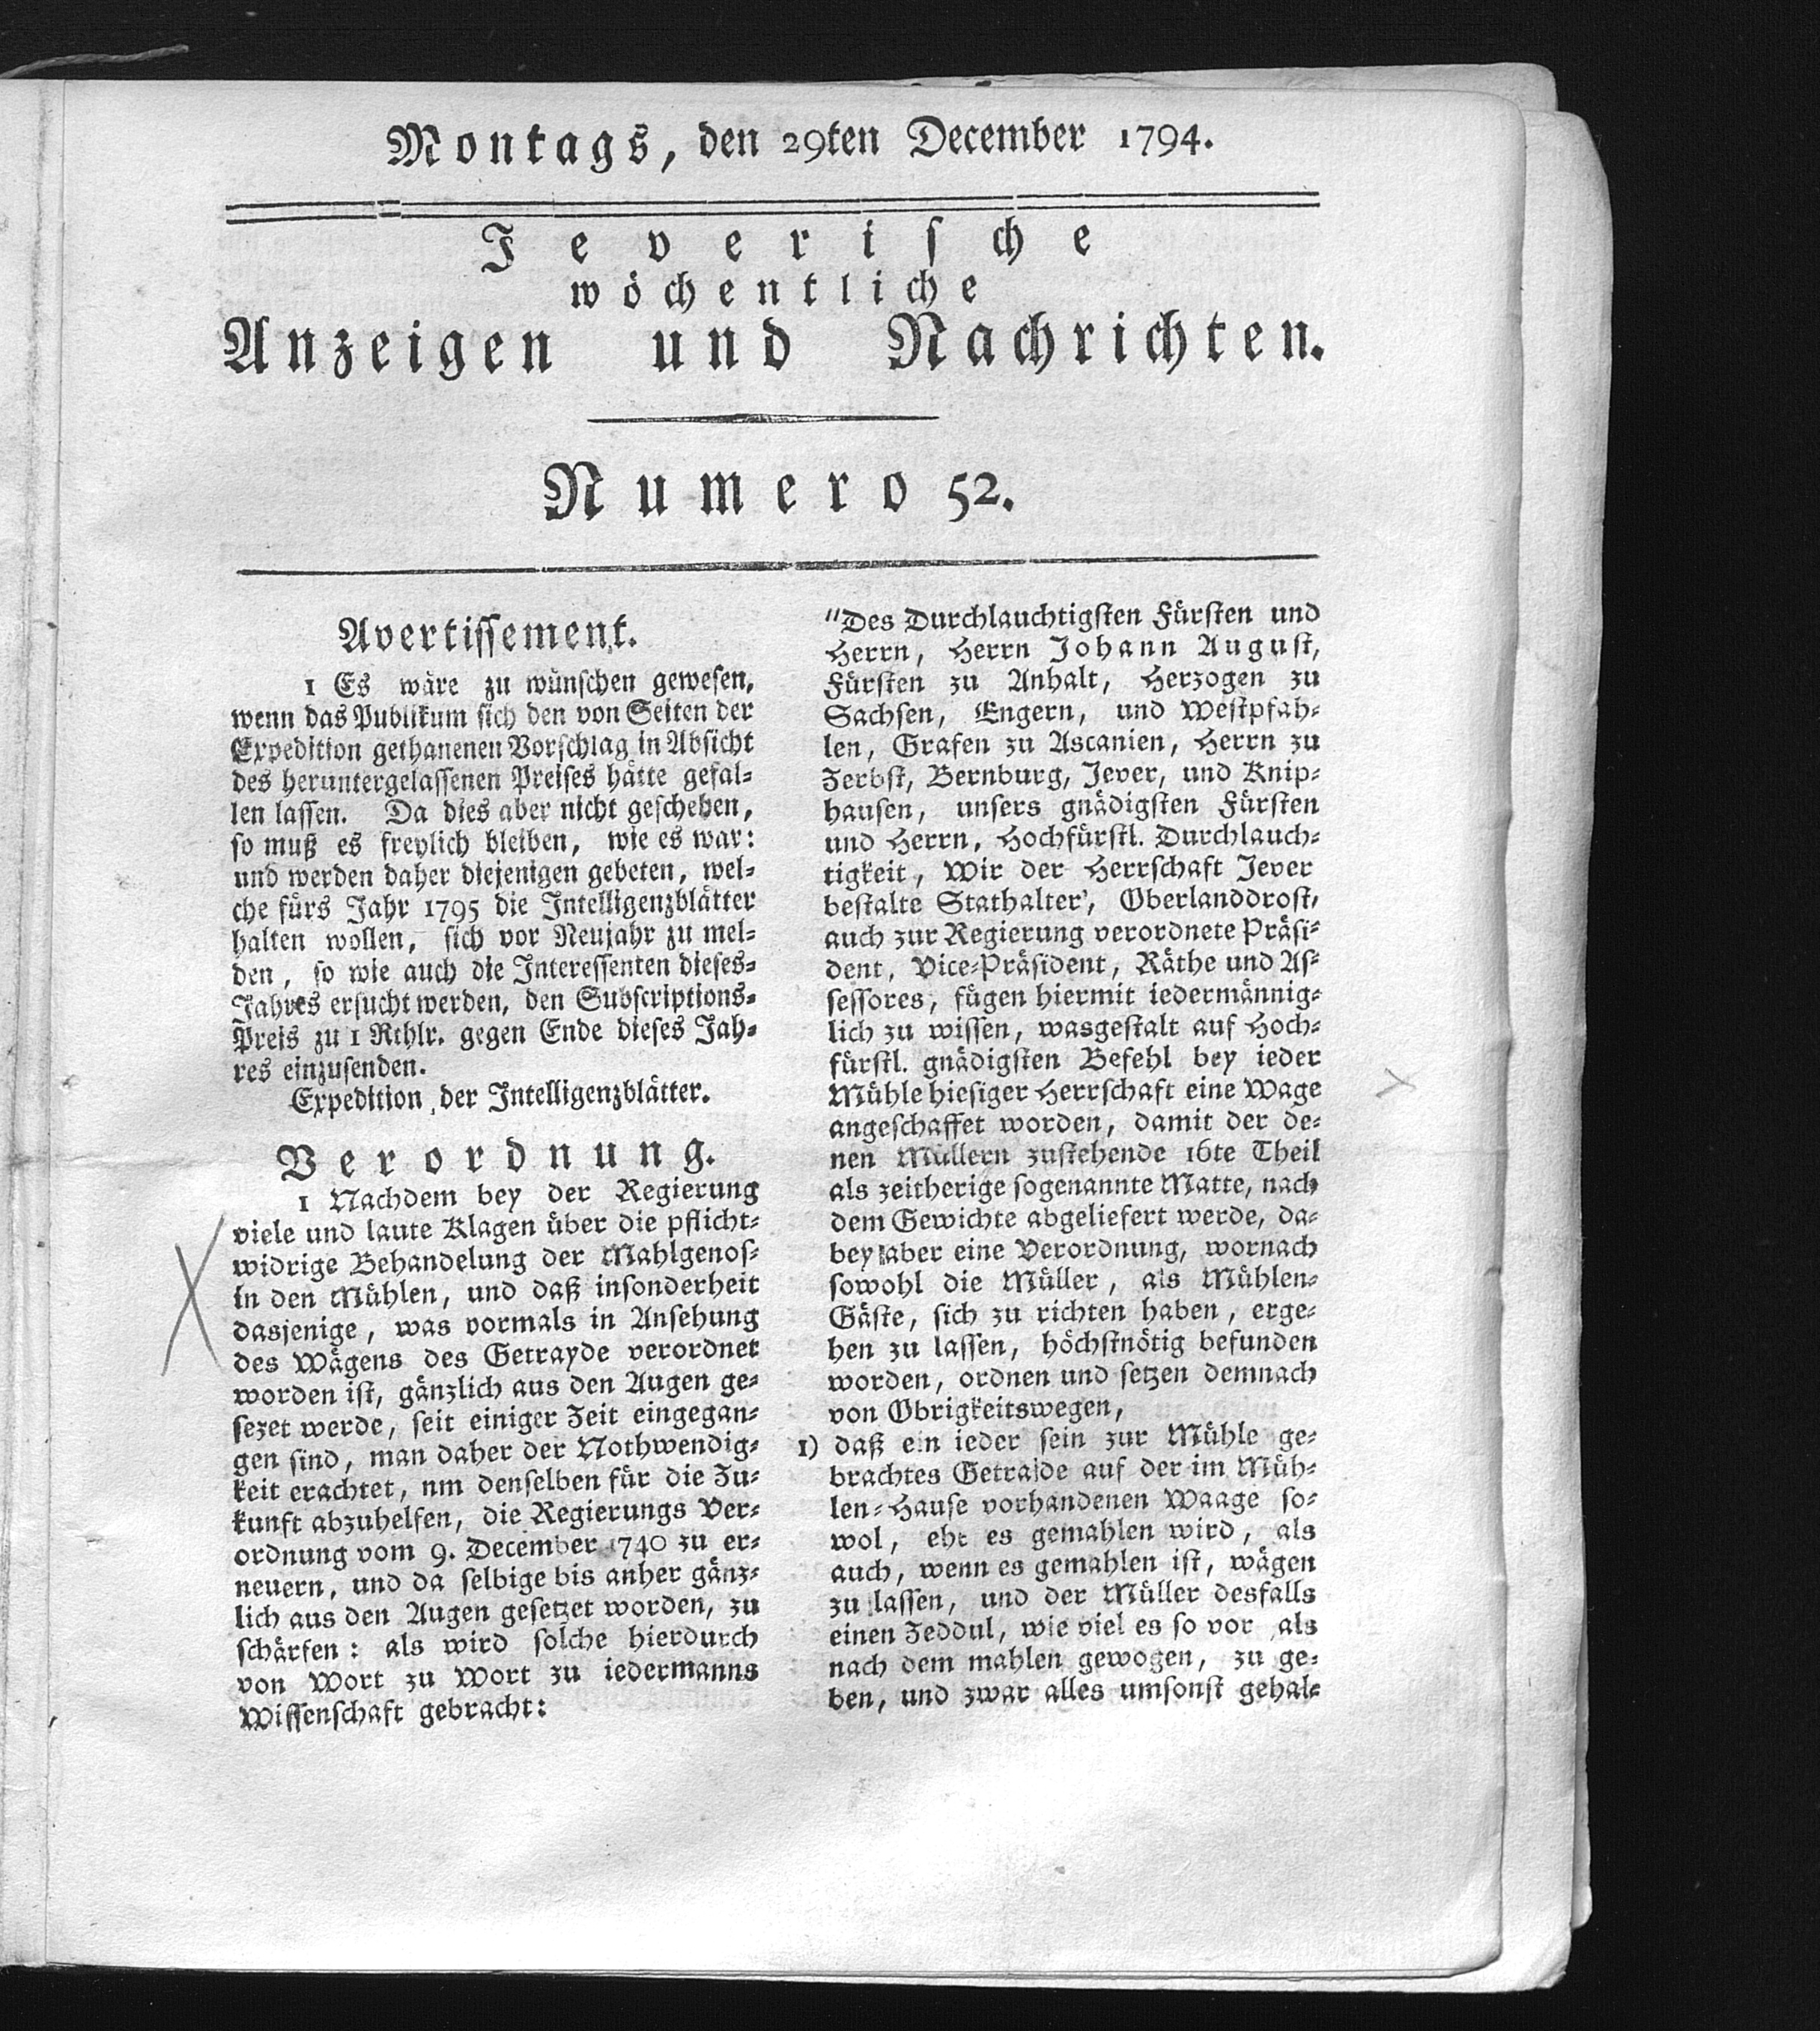 Montags, den 29ten December 1794.
Jeverische
wöchentliche
Anzeigen und Nachrichten.
Numero 52.
Avertissement.
1 Es wäre zu wünschen gewesen,
wenn das Publikum sich den von Seiten der
Expedition gethanenen Vorschlag in Absicht
des heruntergelassenen Preises hätte gefal-
len lassen. Da dies aber nicht geschehen,
so muß es freylich bleiben, wie es war:
und werden daher diejenigen gebeten, wel-
che fürs Jahr 1795 die Intelligenzblätter
halten wollen, sich vor Neujahr zu mel-
den, so wie auch die Interessenten dieses-
Jahres ersucht werden, den Subscriptions-
Preis zu 1 Rthlr. gegen Ende dieses Jah-
res einzusenden.
Expedition der Intelligenzblätter.
Verordnung.
1 Nachdem bey der Regierung
viele und laute Klagen über die pflicht-
widrige Behandelung der Mahlgenos-
in den Mühlen, und daß insonderheit
dasjenige, was vormals in Ansehung
des Wägens des Getrayde verordnet
worden ist, gänzlich aus den Augen ge-
sezet werde, seit einiger Zeit eingegan-
gen sind, man daher der Nothwendig-
keit erachtet, nm denselben für die Zu-
kunft abzuhelfen, die Regierungs Ver-
ordnung vom 9. December 1740 zu er-
neuern, und da selbige bis anher gänz-
lich aus den Augen gesetzet worden, zu
schärfen: als wird solche hierdurch
von Wort zu Wort zu iedermanns
Wissenschaft gebracht:
"Des Durchlauchtigsten Fürsten und
Herrn, Herrn Johann August,
Fürsten zu Anhalt, Herzogen zu
Sachsen, Engern, und Westpfah-
len, Grafen zu Ascanien, Herrn zu
Zerbst, Bernburg, Jever, und Knip-
hausen, unsers gnädigsten Fürsten
und Herrn, Hochfürstl. Durchlauch-
tigkeit, Wir der Herrschaft Jever
bestalte Stathalter, Oberlanddrost,
auch zur Regierung verordnete Präsi-
dent, Vice-Präsident, Räthe und As-
sessores, fügen hiermit iedermännig-
lich zu wissen, wasgestalt auf Hoch-
fürstl. gnädigsten Befehl bey ieder
Mühle hiesiger Herrschaft eine Wage
angeschaffet worden, damit der de-
nen Müllern zustehende 16te Theil
als zeitherige sogenannte Matte, nach
dem Gewichte abgeliefert werde, da-
bey aber eine Verordnung, wornach
sowohl die Müller, als Mühlen-
Gäste, sich zu richten haben, erge-
hen zu lassen, höchstnötig befunden
worden, ordnen und setzen demnach
von Obrigkeitswegen,
1) daß ein ieder sein zur Mühle ge-
brachtes Getraide auf der im Müh-
len-Hause vorhandenen Waage so-
wol, ehe es gemahlen wird, als
auch, wenn es gemahlen ist, wägen
zu lassen, und der Müller desfalls
einen Zeddul, wie viel es so vor als
nach dem mahlen gewogen, zu ge-
ben, und zwar alles umsonst gehal-